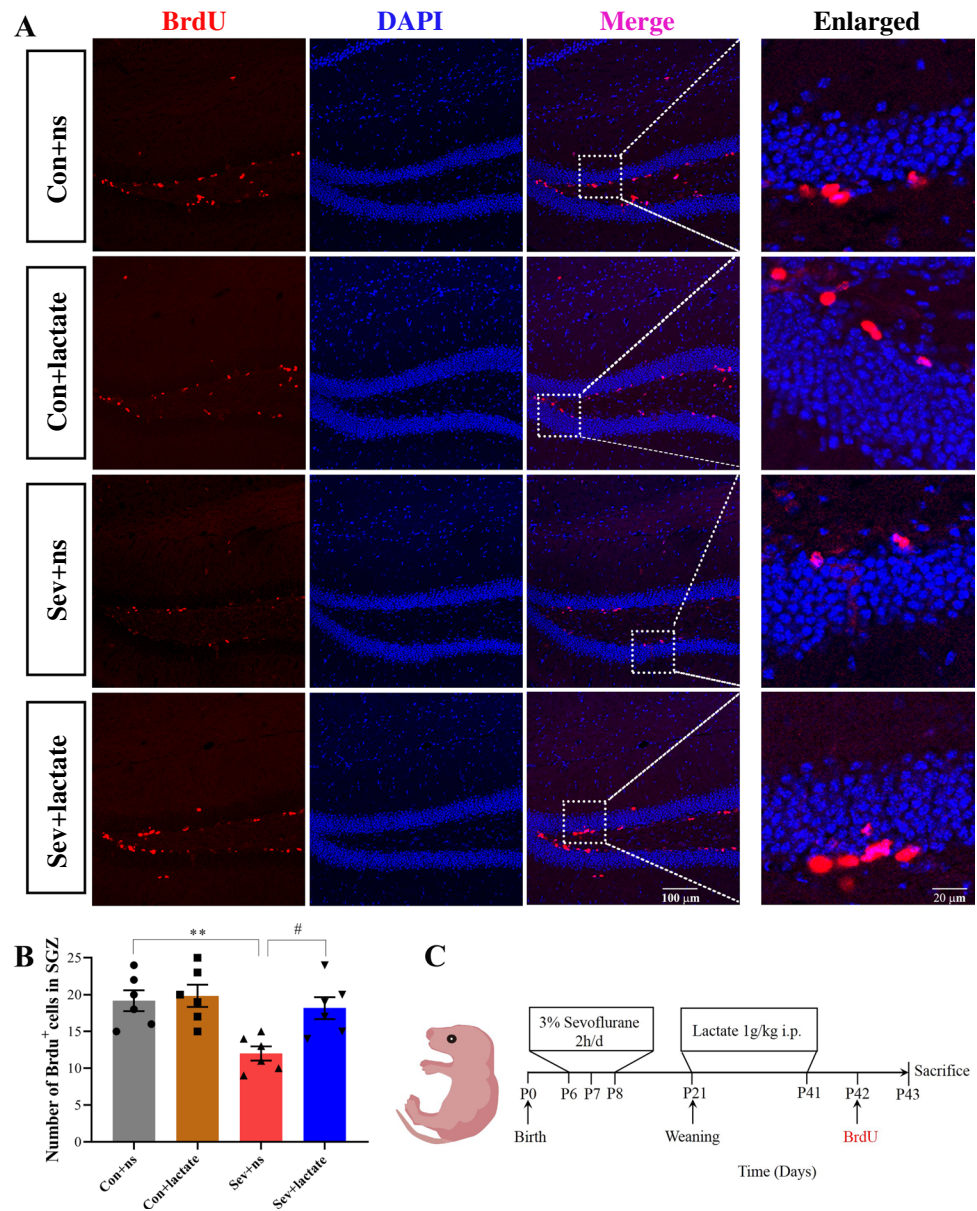 A
BrdU
DAPI
Merge
Enlarged
Con+ns
Con+lactate
Sev+ns
Sev+lactate
100 μm
20 μm
B
Number of Brdu+ cells in SGZ
25
20
15
10
5
0
**
#
Con+ns
Con+lactate
Sev+ns
Sev+lactate
C
3% Sevoflurane
2h/d
Lactate 1g/kg i.p.
Sacrifice
P0
P6
P7
P8
P21
P41
P42
P43
Birth
Weaning
BrdU
Time (Days)